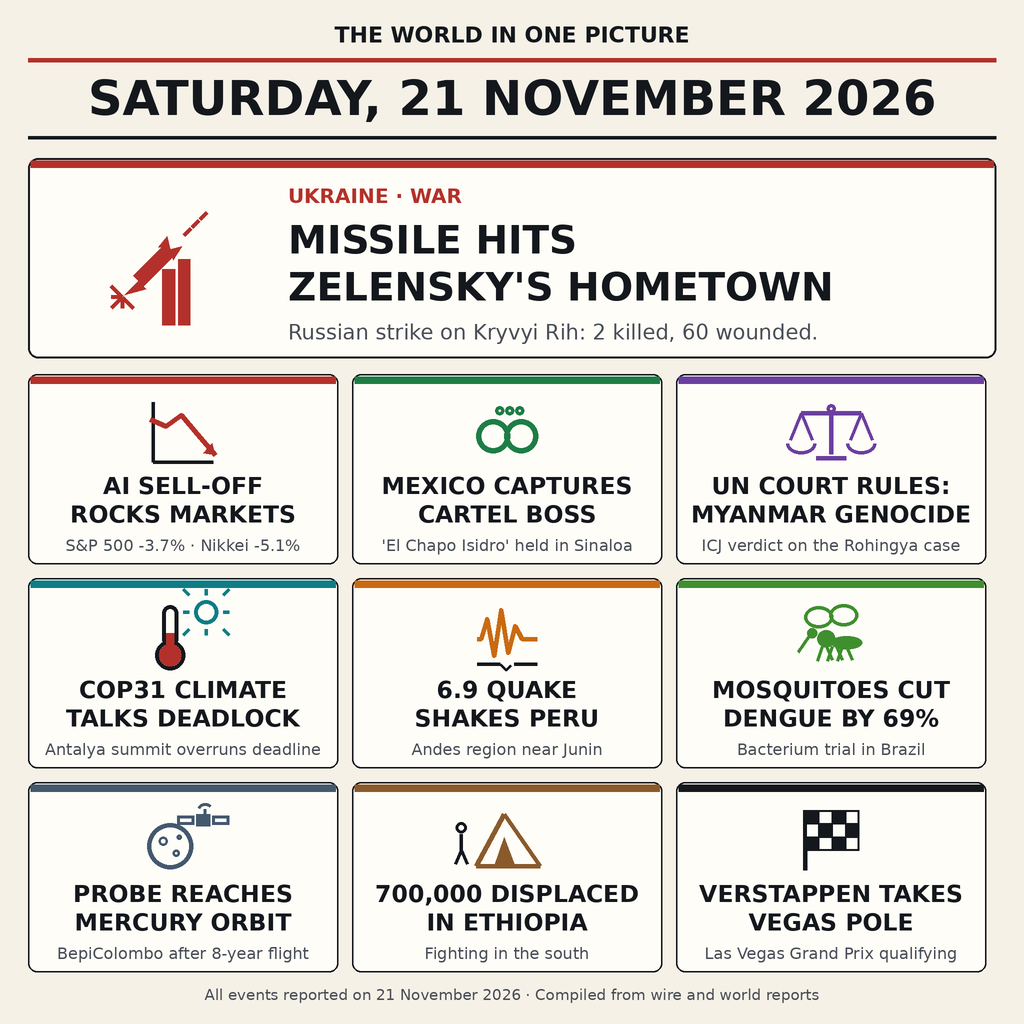 THE WORLD IN ONE PICTURE
SATURDAY, 21 NOVEMBER 2026
UKRAINE · WAR
MISSILE HITS
ZELENSKY'S HOMETOWN
Russian strike on Kryvyi Rih: 2 killed, 60 wounded.
AI SELL-OFF
ROCKS MARKETS
S&P 500 -3.7% · Nikkei -5.1%
MEXICO CAPTURES
CARTEL BOSS
'El Chapo Isidro' held in Sinaloa
UN COURT RULES:
MYANMAR GENOCIDE
ICJ verdict on the Rohingya case
COP31 CLIMATE
TALKS DEADLOCK
Antalya summit overruns deadline
6.9 QUAKE
SHAKES PERU
Andes region near Junin
MOSQUITOES CUT
DENGUE BY 69%
Bacterium trial in Brazil
PROBE REACHES
MERCURY ORBIT
BepiColombo after 8-year flight
700,000 DISPLACED
IN ETHIOPIA
Fighting in the south
VERSTAPPEN TAKES
VEGAS POLE
Las Vegas Grand Prix qualifying
All events reported on 21 November 2026 · Compiled from wire and world reports